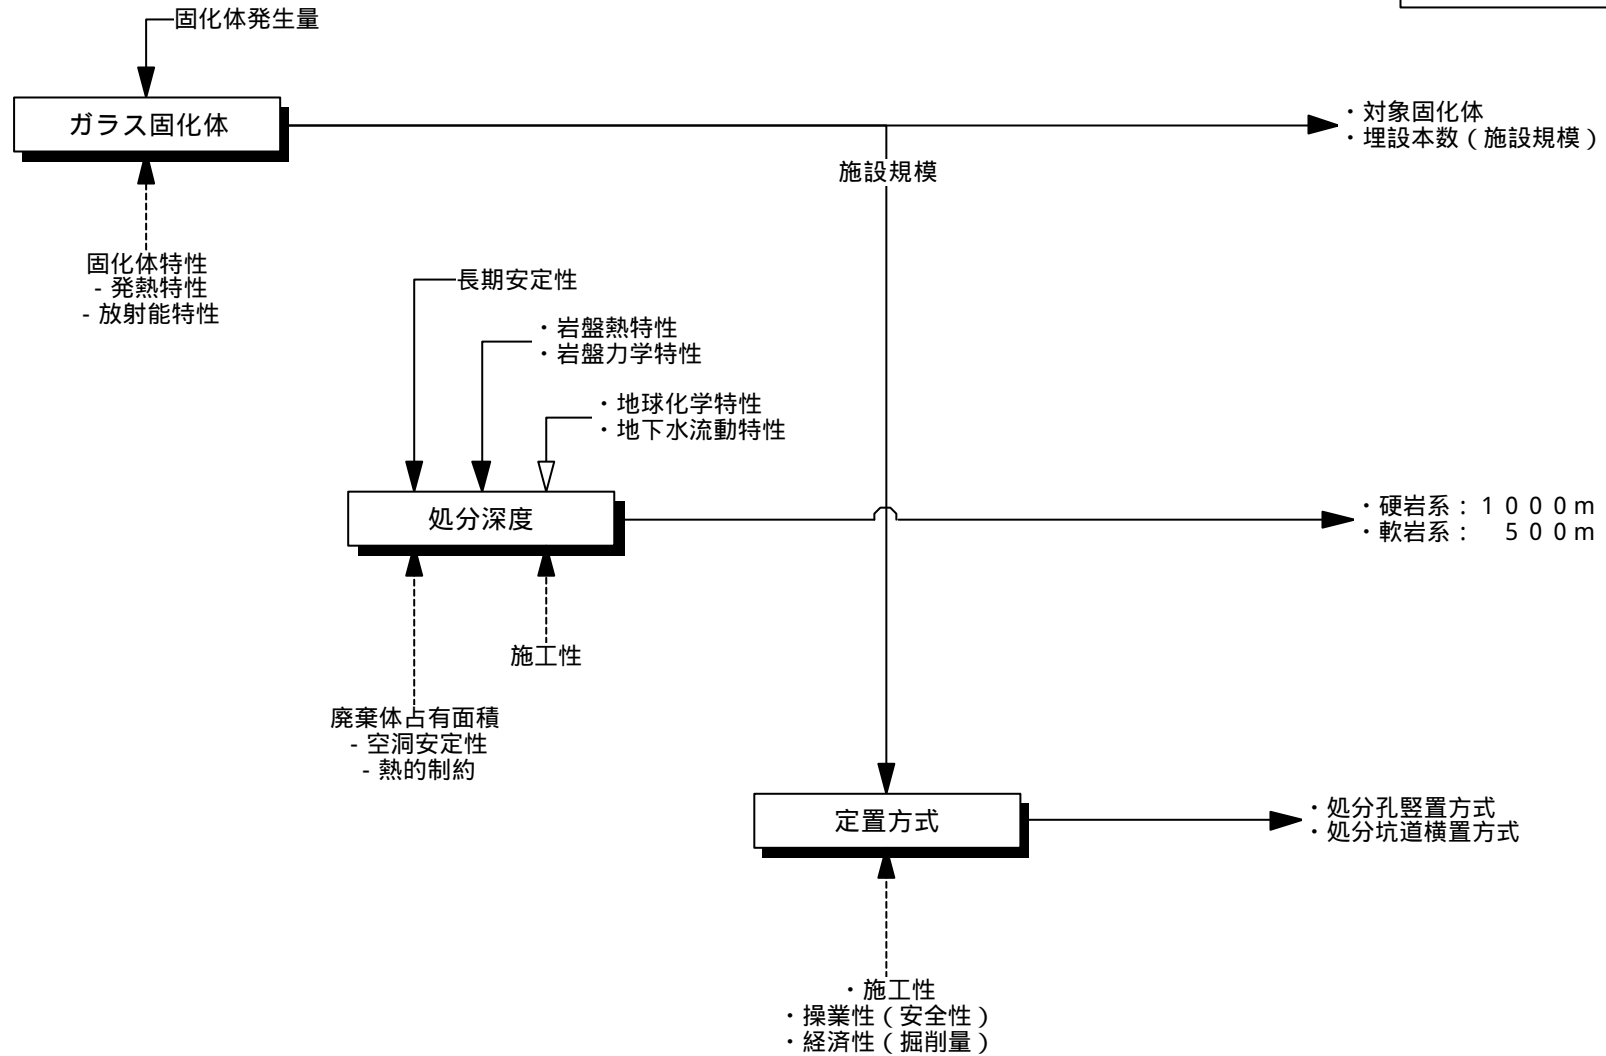 固化体発生量
ガラス固化体
・対象固化体
・埋設本数（施設規模）
施設規模
固化体特性
- 発熱特性
- 放射能特性
長期安定性
・岩盤熱特性
・岩盤力学特性
・地球化学特性
・地下水流動特性
処分深度
・硬岩系：１０００ｍ
・軟岩系：　５００ｍ
施工性
廃棄体占有面積
- 空洞安定性
- 熱的制約
定置方式
・処分孔竪置方式
・処分坑道横置方式
・施工性
・操業性（安全性）
・経済性（掘削量）